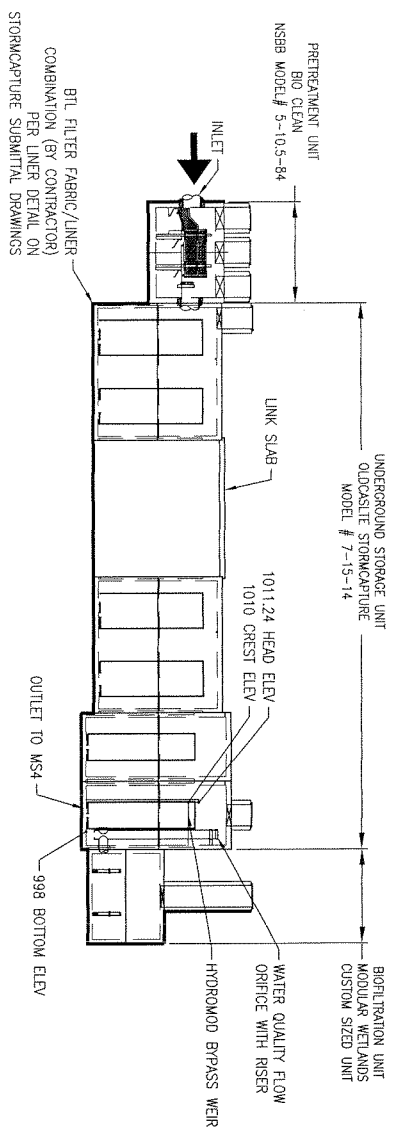 PRETREATMENT UNIT
BIO CLEAN
NSBB MODEL# 5-10.5-84
UNDERGROUND STORAGE UNIT
OLDCASLTE STORMCAPTURE
MODEL # 7-15-14
BIOFILTRATION UNIT
MODULAR WETLANDS
CUSTOM SIZED UNIT
INLET
LINK SLAB
1011.24 HEAD ELEV
1010 CREST ELEV
WATER QUALITY FLOW
ORIFICE WITH RISER
HYDROMOD BYPASS WEIR
BTL FILTER FABRIC/LINER
COMBINATION (BY CONTRACTOR)
PER LINER DETAIL ON
STORMCAPTURE SUBMITTAL DRAWINGS
OUTLET TO MS4
998 BOTTOM ELEV